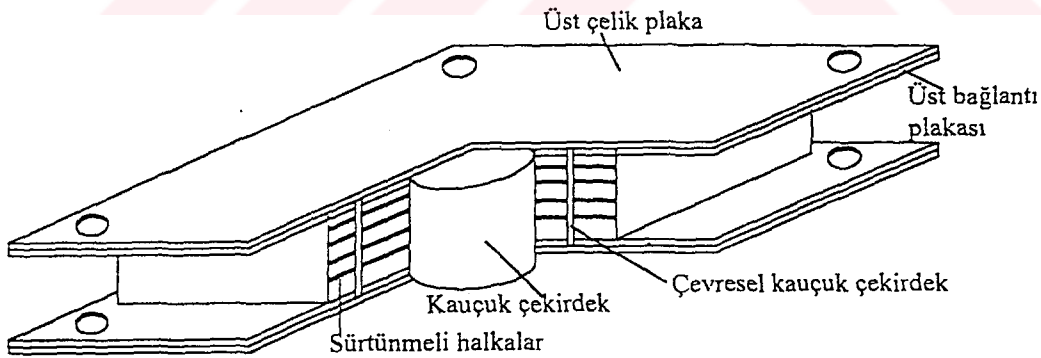 Üst çelik plaka
Üst bağlantı
plakası
Çevresel kauçuk çekirdek
Kauçuk çekirdek
Sürtünmeli halkalar